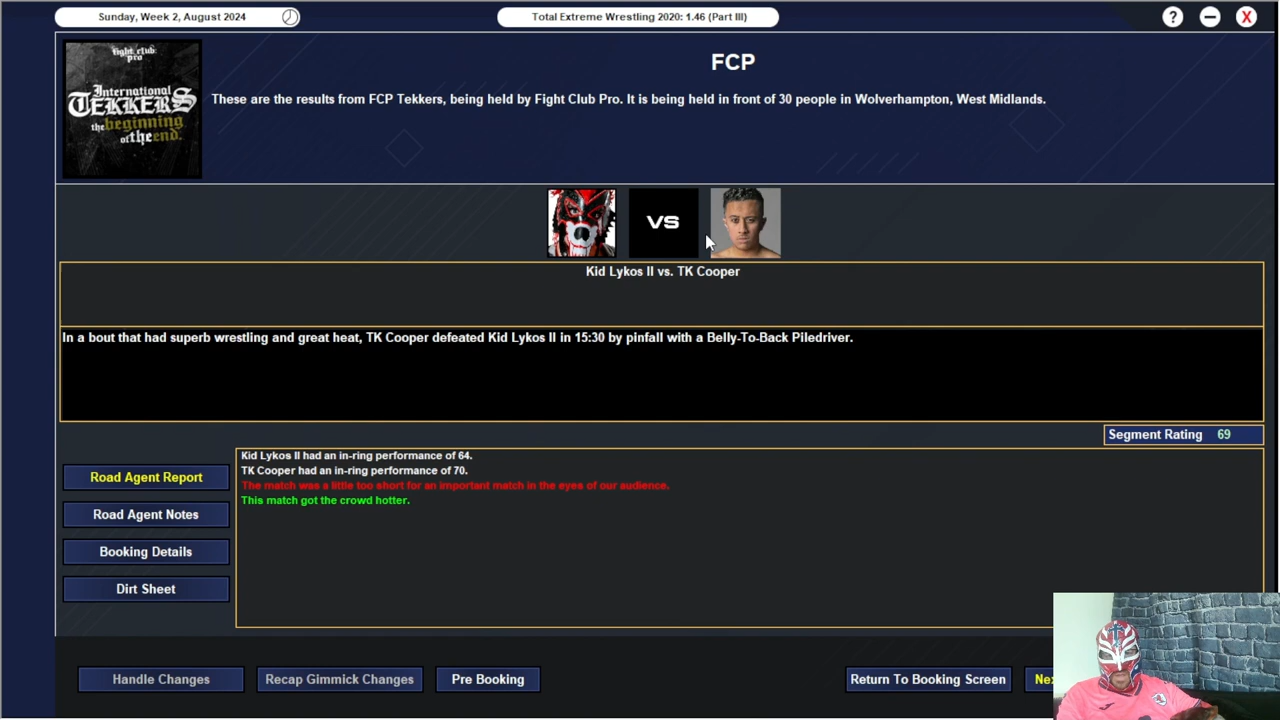 Sunday, Week 2, August 2024
Total Extreme Wrestling 2020: 1.46 (Part III)
?
X
fight club:
pro
International
TEKKERS
the beginning
of the end.
FCP
These are the results from FCP Tekkers, being held by Fight Club Pro. It is being held in front of 30 people in Wolverhampton, West Midlands.
VS
Kid Lykos II vs. TK Cooper
In a bout that had superb wrestling and great heat, TK Cooper defeated Kid Lykos II in 15:30 by pinfall with a Belly-To-Back Piledriver.
Segment Rating 69
Road Agent Report
Road Agent Notes
Booking Details
Dirt Sheet
Kid Lykos II had an in-ring performance of 64.
TK Cooper had an in-ring performance of 70.
The match was a little too short for an important match in the eyes of our audience.
This match got the crowd hotter.
Handle Changes
Recap Gimmick Changes
Pre Booking
Return To Booking Screen